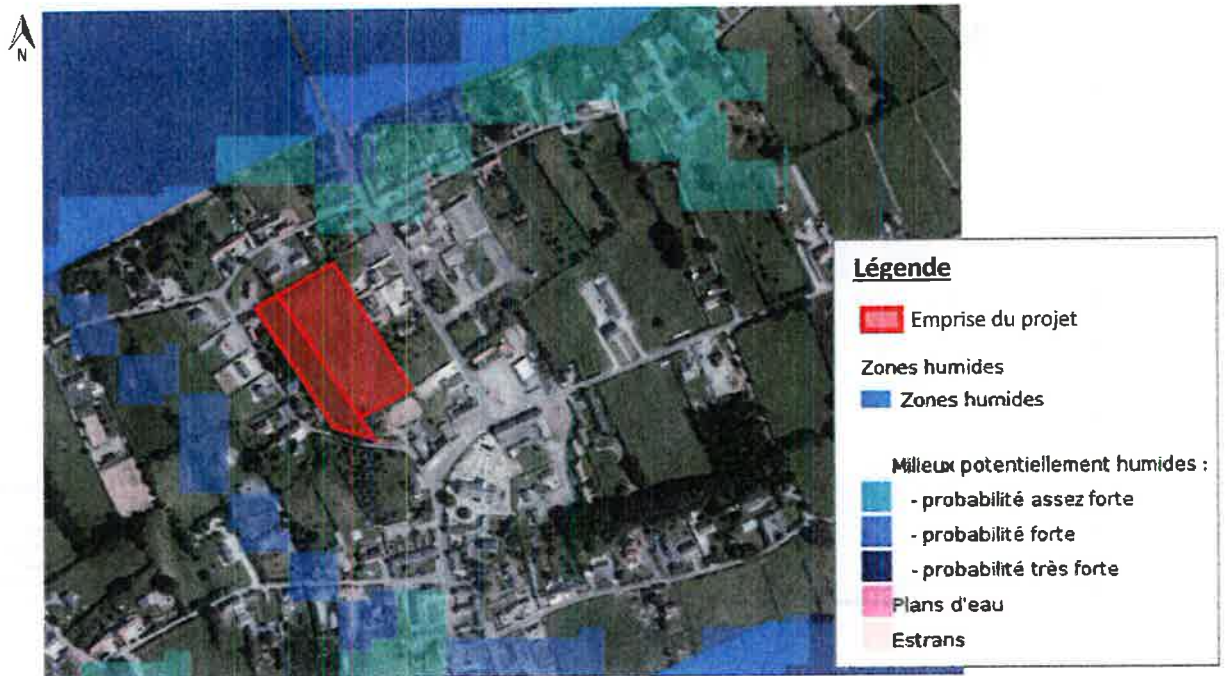 N
Légende
Emprise du projet
Zones humides
Zones humides
Milieux potentiellement humides :
- probabilité assez forte
- probabilité forte
- probabilité très forte
Plans d'eau
Estrans